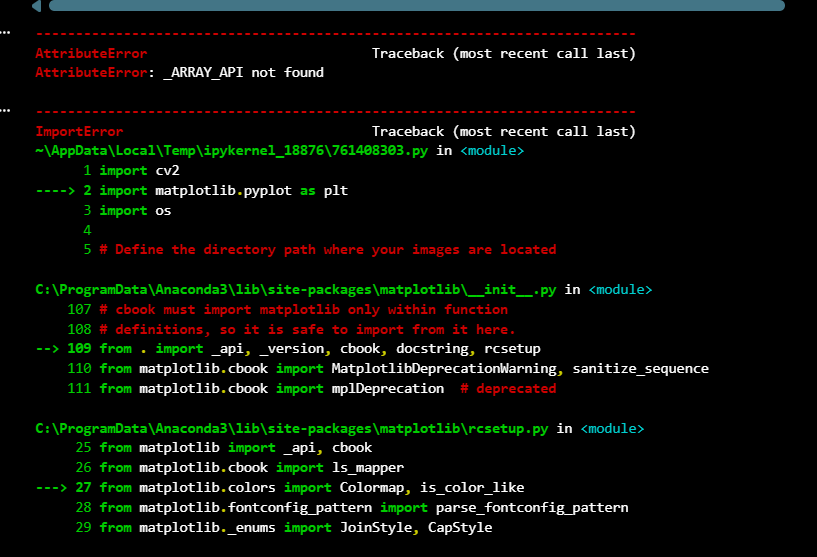 ...
---------------------------------------------------------------------------
AttributeError                            Traceback (most recent call last)
AttributeError: _ARRAY_API not found
...
---------------------------------------------------------------------------
ImportError                               Traceback (most recent call last)
~\AppData\Local\Temp\ipykernel_18876\761408303.py in <module>
      1 import cv2
----> 2 import matplotlib.pyplot as plt
      3 import os
      4
      5 # Define the directory path where your images are located
C:\ProgramData\Anaconda3\lib\site-packages\matplotlib\__init__.py in <module>
    107 # cbook must import matplotlib only within function
    108 # definitions, so it is safe to import from it here.
--> 109 from . import _api, _version, cbook, docstring, rcsetup
    110 from matplotlib.cbook import MatplotlibDeprecationWarning, sanitize_sequence
    111 from matplotlib.cbook import mplDeprecation  # deprecated
C:\ProgramData\Anaconda3\lib\site-packages\matplotlib\rcsetup.py in <module>
     25 from matplotlib import _api, cbook
     26 from matplotlib.cbook import ls_mapper
---> 27 from matplotlib.colors import Colormap, is_color_like
     28 from matplotlib.fontconfig_pattern import parse_fontconfig_pattern
     29 from matplotlib._enums import JoinStyle, CapStyle